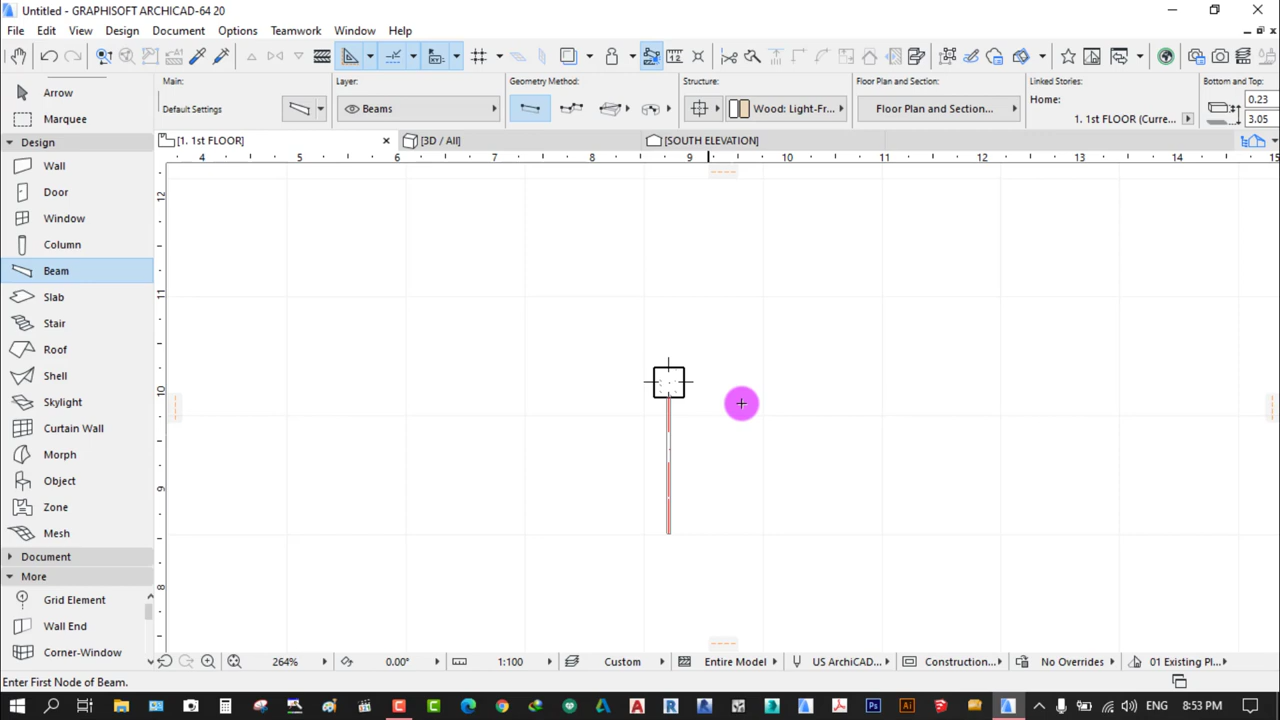 Untitled - GRAPHISOFT ARCHICAD-64 20
File Edit View Design Document Options Teamwork Window Help
Arrow
Marquee
Design
Wall
Door
Window
Column
Beam
Slab
Stair
Roof
Shell
Skylight
Curtain Wall
Morph
Object
Zone
Mesh
Document
More
Grid Element
Wall End
Corner-Window
Main:
Default Settings
Layer:
Beams
Geometry Method:
Structure:
Wood: Light-Fr...
Floor Plan and Section:
Floor Plan and Section...
Linked Stories:
Home:
1. 1st FLOOR (Curre...
Bottom and Top:
0.23
3.05
[1. 1st FLOOR]
[3D / All]
[SOUTH ELEVATION]
4 5 6 7 8 9 10 11 12 13 14 15
12
11
10
9
8
264% 0.00° 1:100 Custom Entire Model US ArchiCAD... Construction... No Overrides 01 Existing Pl...
Enter First Node of Beam.
ENG 8:53 PM